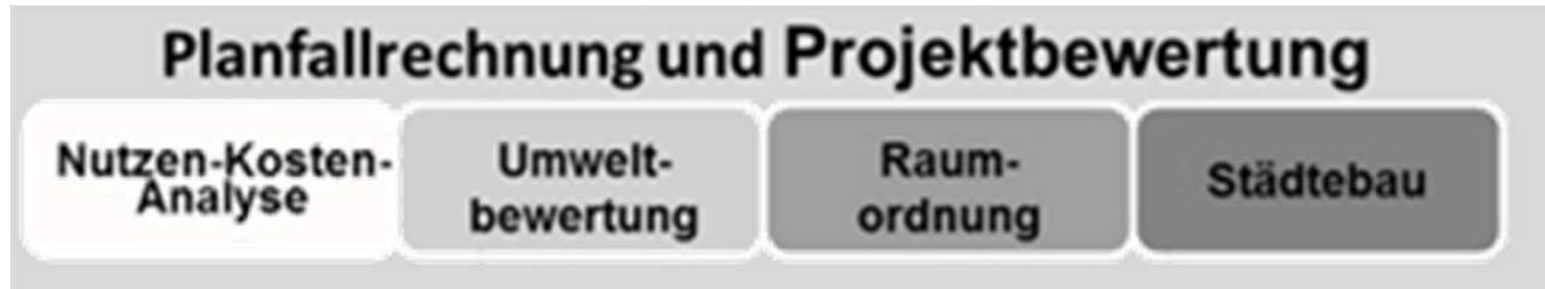 Planfallrechnung und Projektbewertung
Nutzen-Kosten-
Analyse
Umwelt-
bewertung
Raum-
ordnung
Städtebau